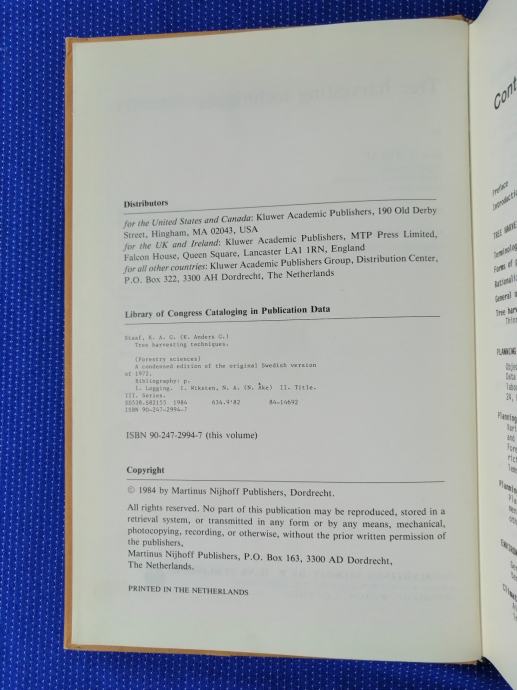 Distributors
for the United States and Canada: Kluwer Academic Publishers, 190 Old Derby
Street, Hingham, MA 02043, USA
for the UK and Ireland: Kluwer Academic Publishers, MTP Press Limited,
Falcon House, Queen Square, Lancaster LA1 1RN, England
for all other countries: Kluwer Academic Publishers Group, Distribution Center,
P.O. Box 322, 3300 AH Dordrecht, The Netherlands
Library of Congress Cataloging in Publication Data
Staaf, K. A. G. (K. Anders G.)
Tree harvesting techniques.
(Forestry sciences)
A condensed edition of the original Swedish version
of 1972.
Bibliography: p.
1. Logging. I. Wiksten, N. A. (N. Åke) II. Title.
III. Series.
SD538.S82155 1984 634.9'82 84-14692
ISBN 90-247-2994-7
ISBN 90-247-2994-7 (this volume)
Copyright
© 1984 by Martinus Nijhoff Publishers, Dordrecht.
All rights reserved. No part of this publication may be reproduced, stored in a
retrieval system, or transmitted in any form or by any means, mechanical,
photocopying, recording, or otherwise, without the prior written permission of
the publishers,
Martinus Nijhoff Publishers, P.O. Box 163, 3300 AD Dordrecht,
The Netherlands.
PRINTED IN THE NETHERLANDS
Cont
Preface
PLANNING
Planning